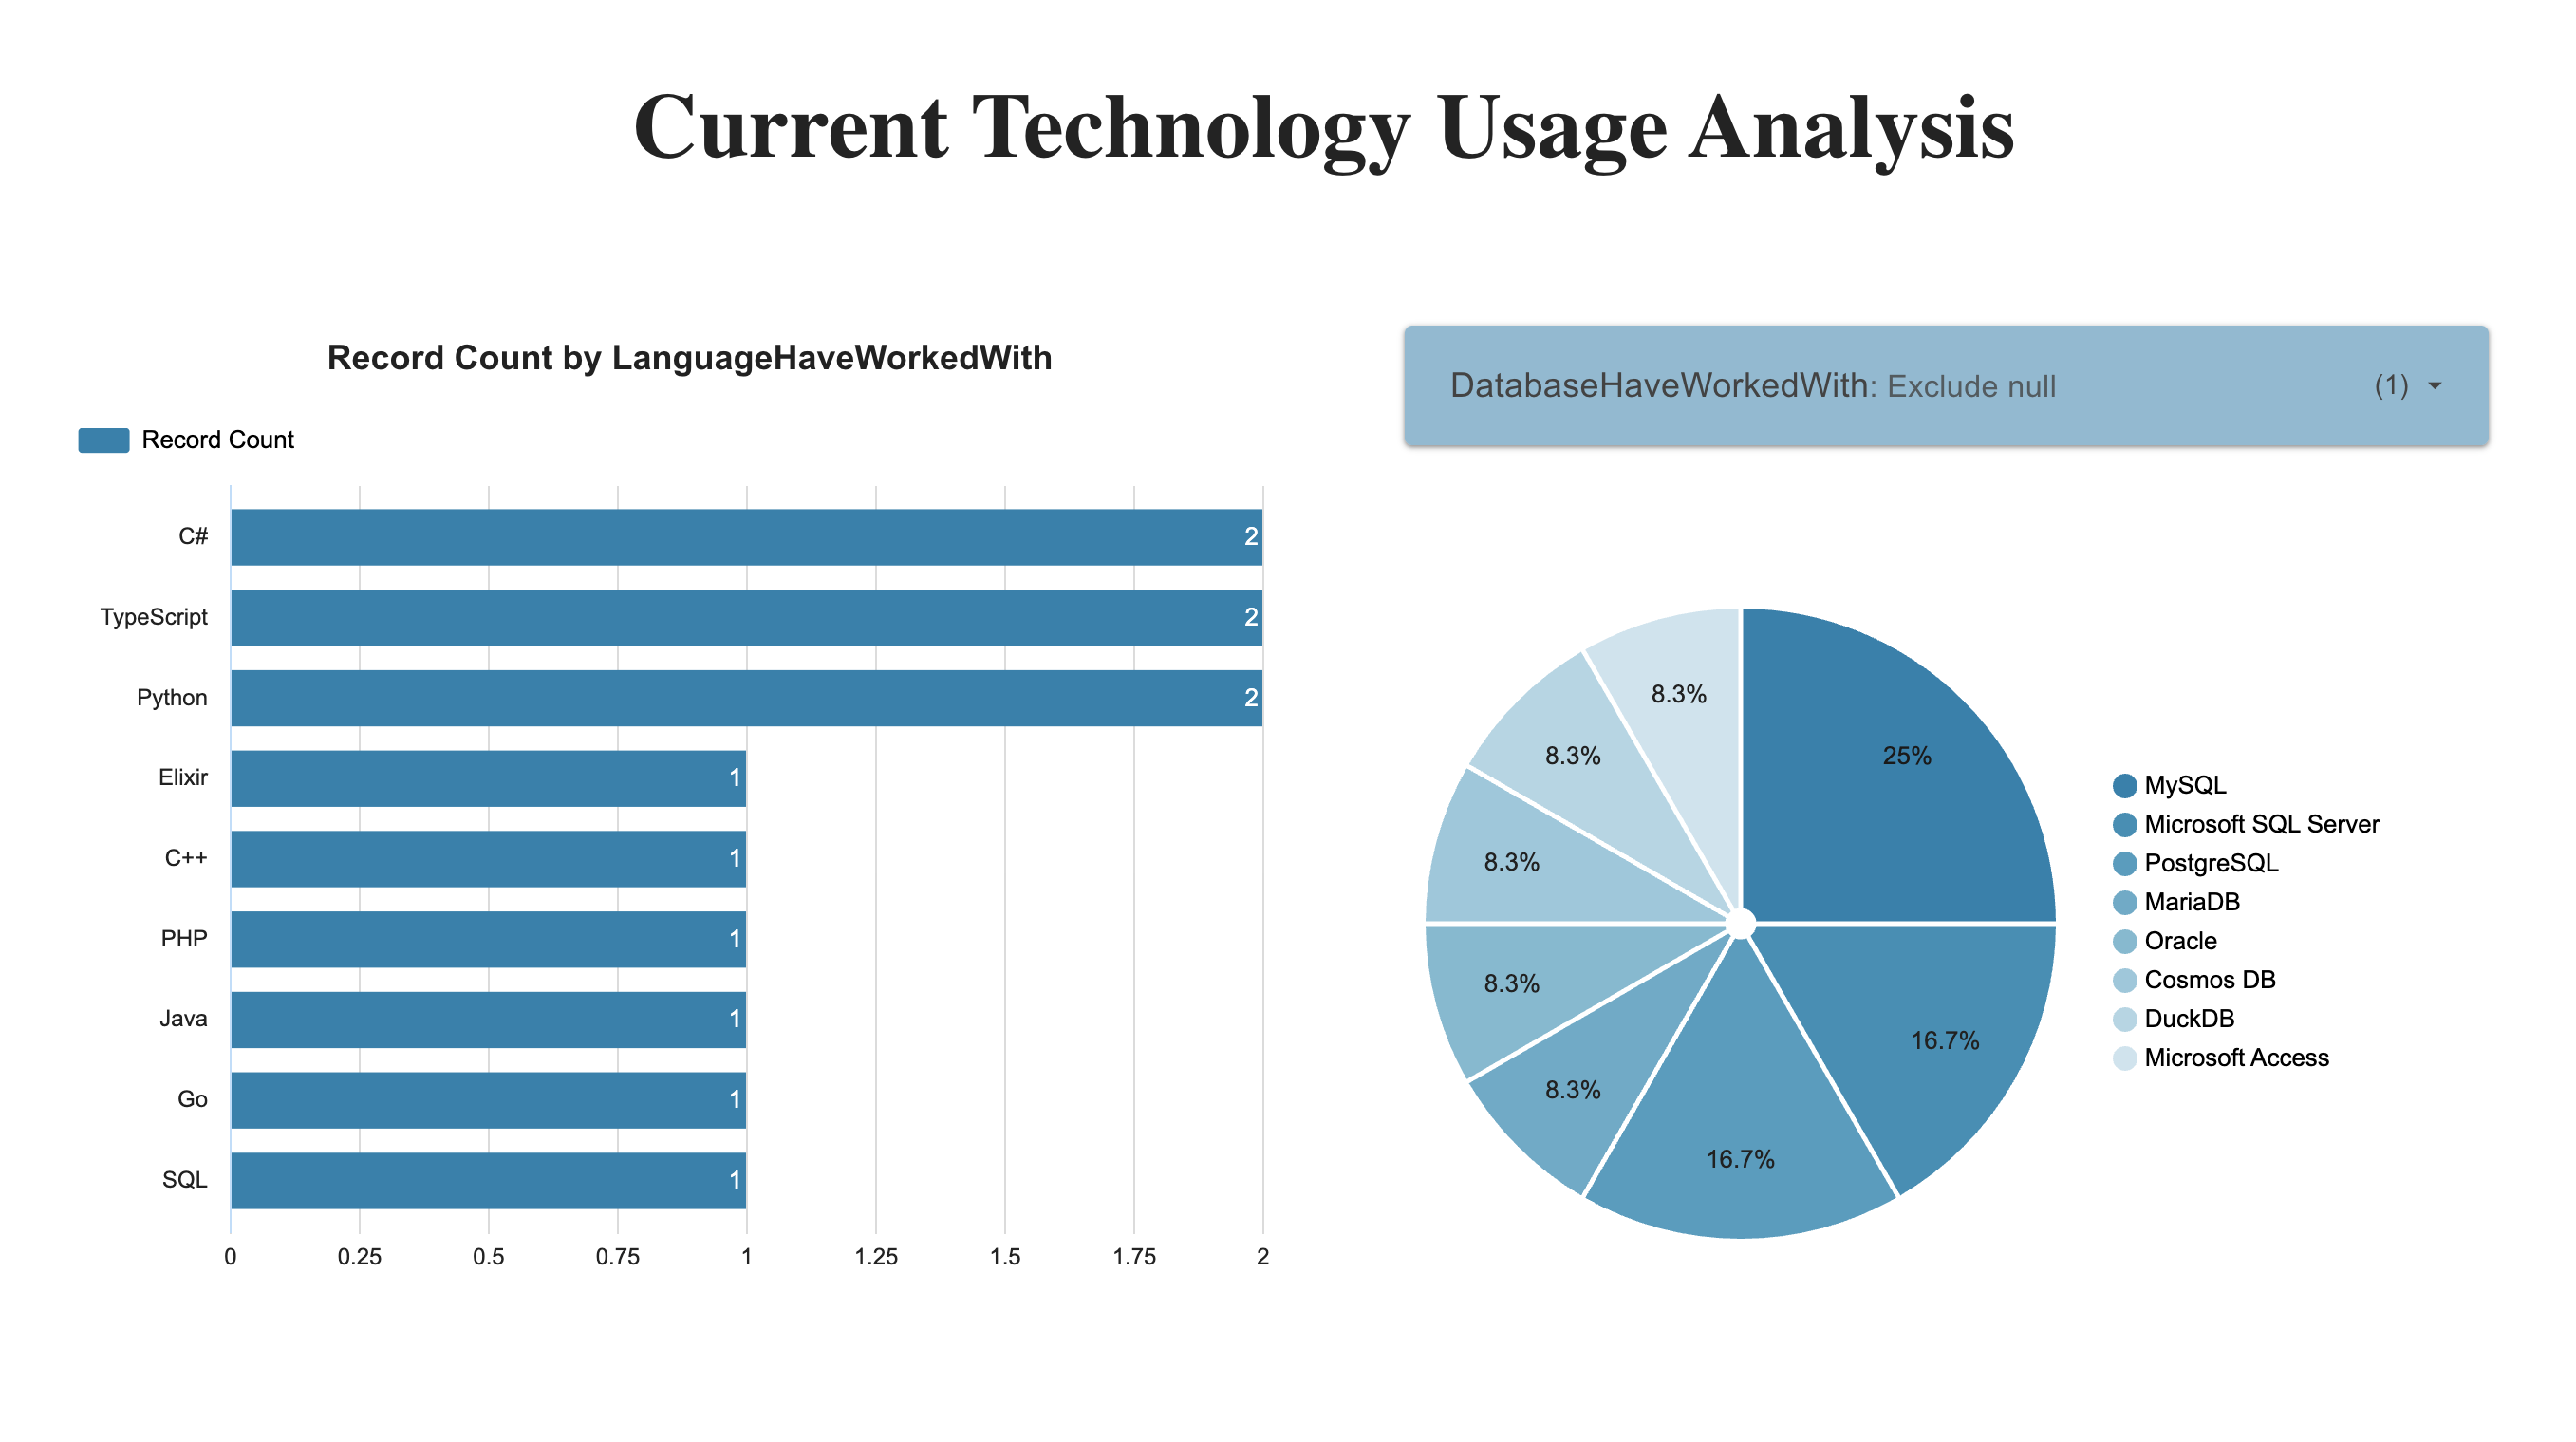 Current Technology Usage Analysis
Record Count by LanguageHaveWorkedWith
Record Count
C#
2
TypeScript
2
Python
2
Elixir
1
C++
1
PHP
1
Java
1
Go
1
SQL
1
0 0.25 0.5 0.75 1 1.25 1.5 1.75 2
DatabaseHaveWorkedWith: Exclude null (1)
25%
16.7%
16.7%
8.3%
8.3%
8.3%
8.3%
8.3%
MySQL
Microsoft SQL Server
PostgreSQL
MariaDB
Oracle
Cosmos DB
DuckDB
Microsoft Access